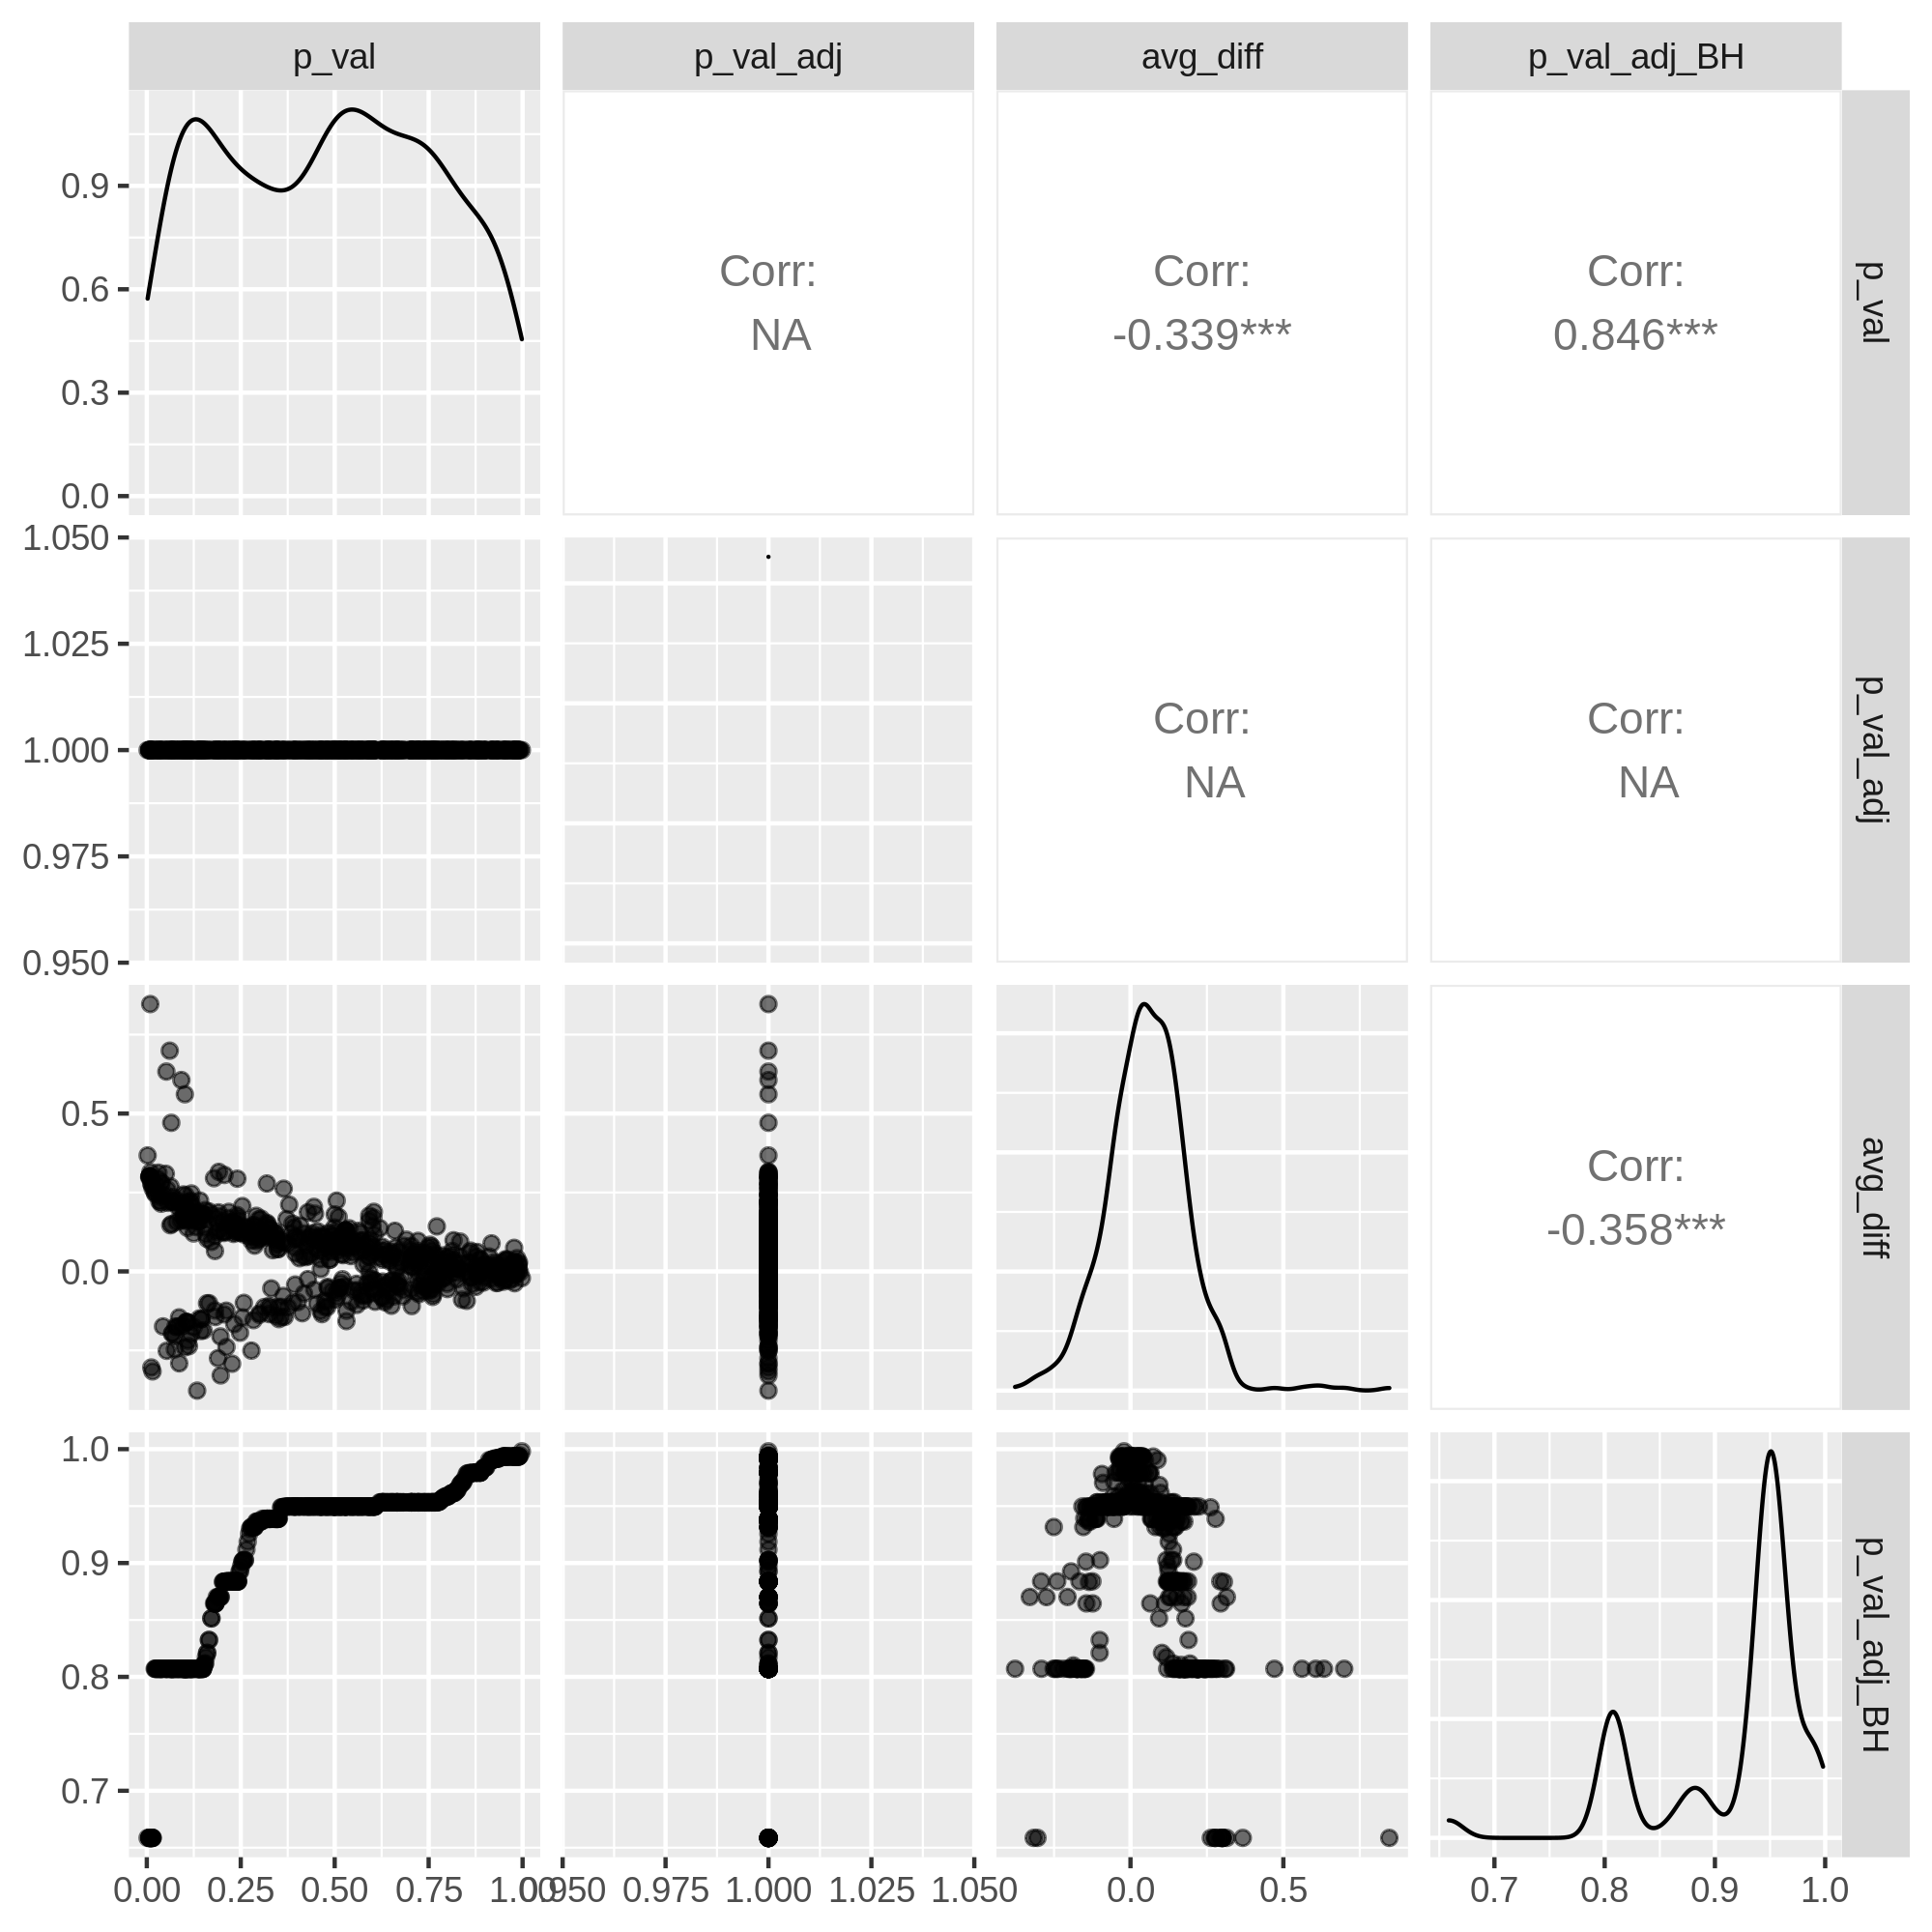 p_val
p_val_adj
avg_diff
p_val_adj_BH
0.9
0.6
0.3
0.0
Corr:
NA
Corr:
-0.339***
Corr:
0.846***
p_val
1.050
1.025
1.000
0.975
0.950
Corr:
NA
Corr:
NA
p_val_adj
0.5
0.0
Corr:
-0.358***
avg_diff
1.0
0.9
0.8
0.7
p_val_adj_BH
0.00 0.25 0.50 0.75 1.00
0.950 0.975 1.000 1.025 1.050
0.0 0.5
0.7 0.8 0.9 1.0